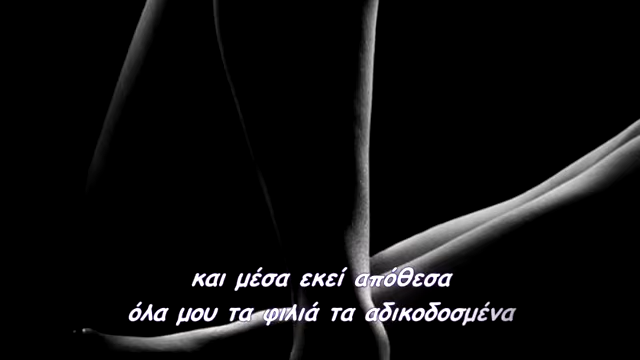 και μέσα εκεί απόθεσα
όλα μου τα φιλιά τα αδικοδοσμένα